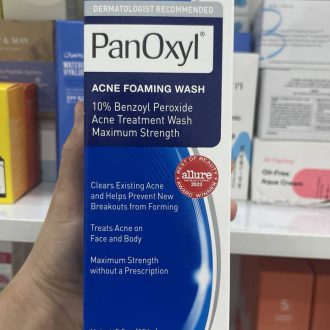 DERMATOLOGIST RECOMMENDED
PanOxyl®
ACNE FOAMING WASH
10% Benzoyl Peroxide
Acne Treatment Wash
Maximum Strength
BEST OF BEAUTY
allure
2023
AWARD WINNER
Clears Existing Acne
and Helps Prevent New
Breakouts from Forming
Treats Acne on
Face and Body
Maximum Strength
without a Prescription
Oil-Free
Aqua Cream